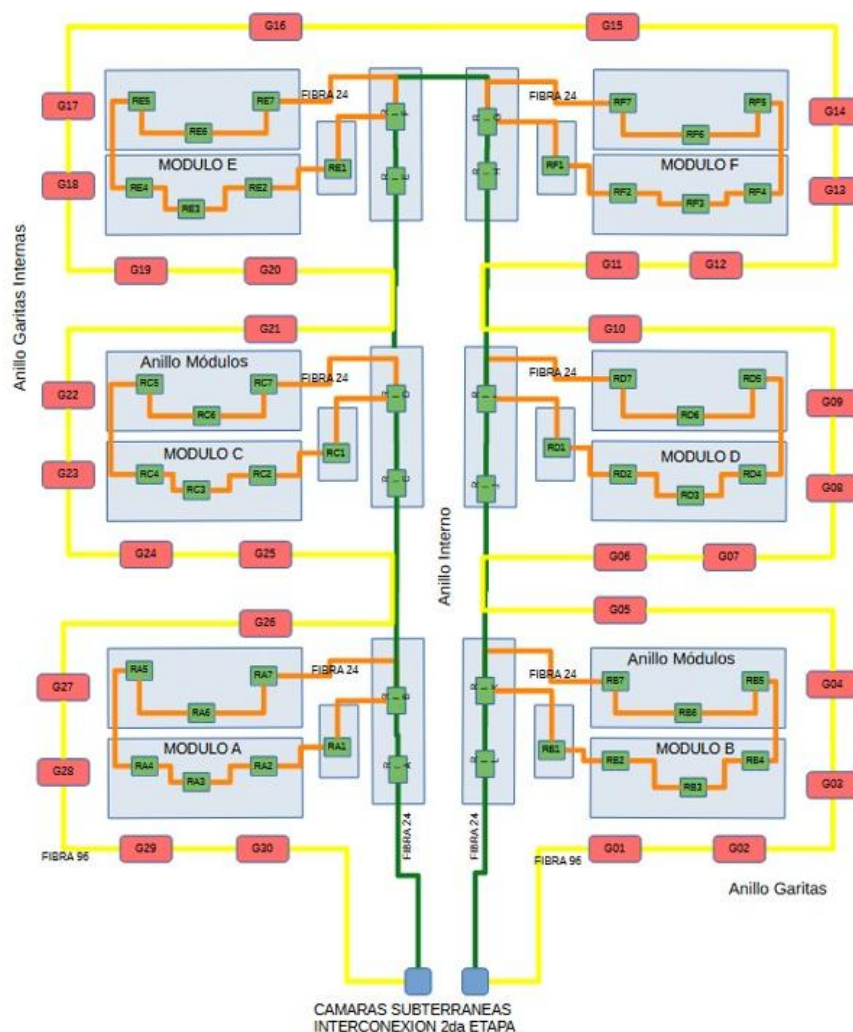 G16
G15
G17
RE5
RE7
FIBRA 24
RE6
R I F
R I G
FIBRA 24
RF7
RF5
RF6
G14
G18
MODULO E
RE4
RE3
RE2
RE1
R I E
R I H
RF1
MODULO F
RF2
RF3
RF4
G13
G19
G20
G11
G12
Anillo Garitas Internas
G21
G10
G22
Anillo Módulos
RC5
RC7
FIBRA 24
RC6
R I D
R I I
FIBRA 24
RD7
RD5
RD6
G09
G23
MODULO C
RC4
RC3
RC2
RC1
R I C
R I J
RD1
MODULO D
RD2
RD3
RD4
G08
G24
G25
Anillo Interno
G06
G07
G26
G05
G27
RA5
RA7
FIBRA 24
RA6
R I B
R I K
FIBRA 24
Anillo Módulos
RB7
RB5
RB6
G04
G28
MODULO A
RA4
RA3
RA2
RA1
R I A
R I L
RB1
MODULO B
RB2
RB3
RB4
G03
FIBRA 96
G29
G30
FIBRA 24
FIBRA 24
FIBRA 96
G01
G02
Anillo Garitas
CAMARAS SUBTERRANEAS
INTERCONEXION 2da ETAPA